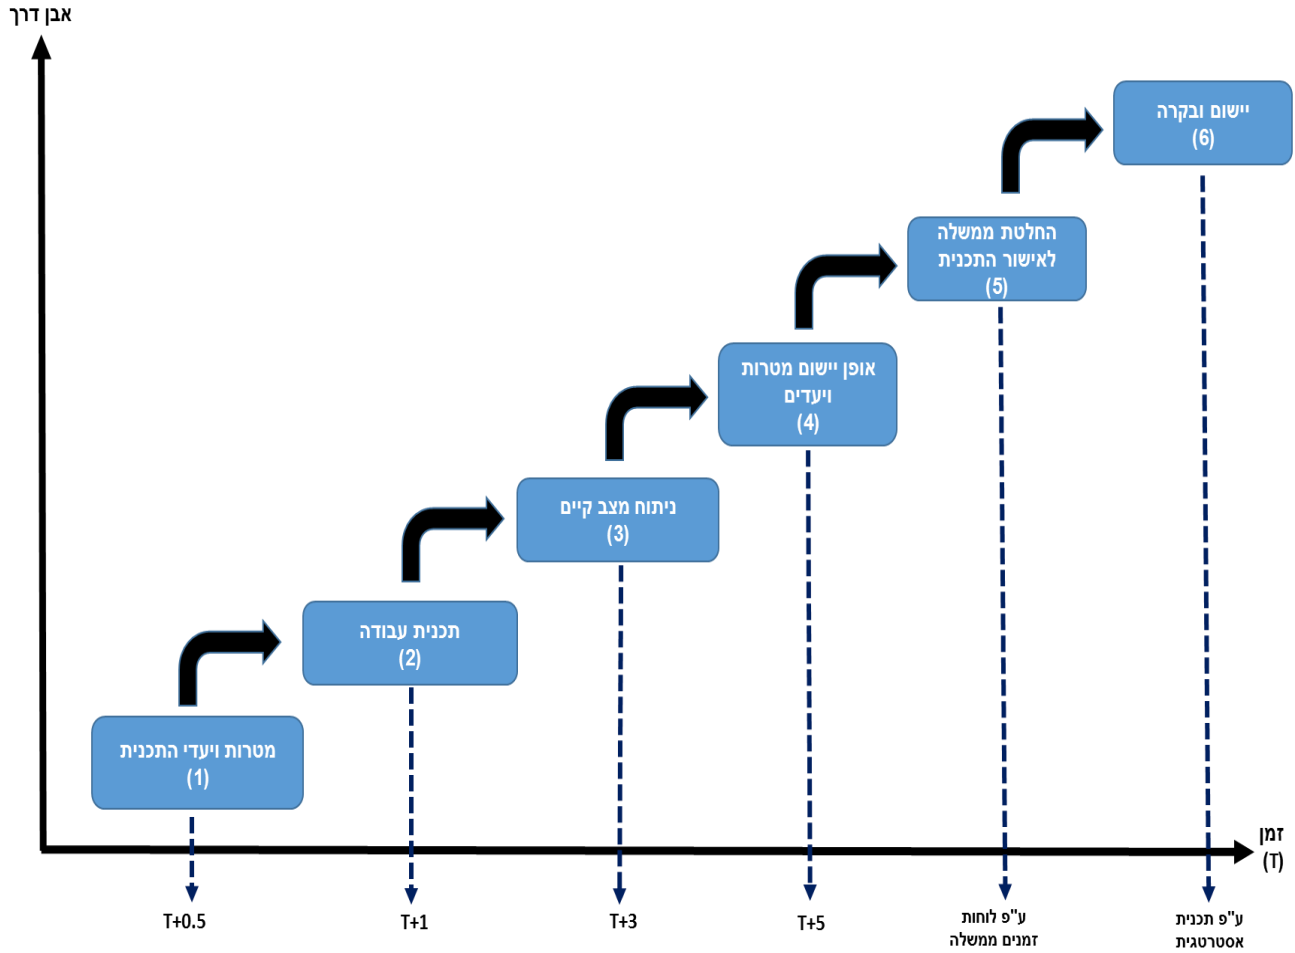 אבן דרך
יישום ובקרה
(6)
החלטת ממשלה
לאישור התכנית
(5)
אופן יישום מטרות
ויעדים
(4)
ניתוח מצב קיים
(3)
תכנית עבודה
(2)
מטרות ויעדי התכנית
(1)
זמן
(T)
T+0.5
T+1
T+3
T+5
ע"פ לוחות
זמנים ממשלה
ע"פ תכנית
אסטרטגית